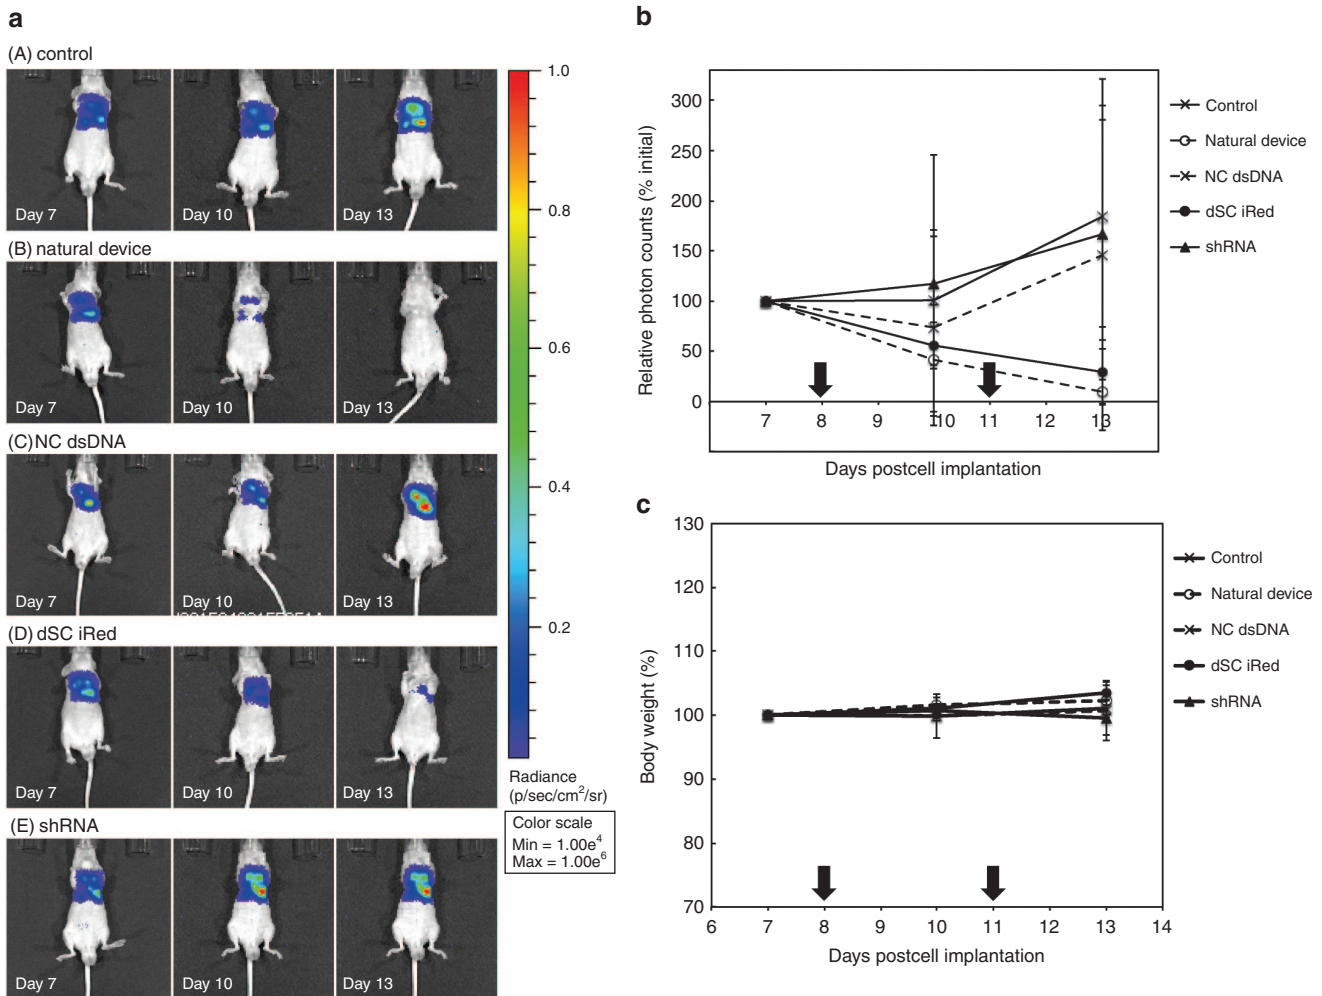 a
(A) control
Day 7
Day 10
Day 13
(B) natural device
Day 7
Day 10
Day 13
(C) NC dsDNA
Day 7
Day 10
Day 13
(D) dSC iRed
Day 7
Day 10
Day 13
(E) shRNA
Day 7
Day 10
Day 13
1.0
0.8
0.6
0.4
0.2
Radiance
(p/sec/cm²/sr)
Color scale
Min = 1.00e⁴
Max = 1.00e⁶
b
Relative photon counts (% initial)
300
250
200
150
100
50
0
7 8 9 10 11 12 13
Days postcell implantation
Control
Natural device
NC dsDNA
dSC iRed
shRNA
c
Body weight (%)
130
120
110
100
90
80
70
6 7 8 9 10 11 12 13 14
Days postcell implantation
Control
Natural device
NC dsDNA
dSC iRed
shRNA